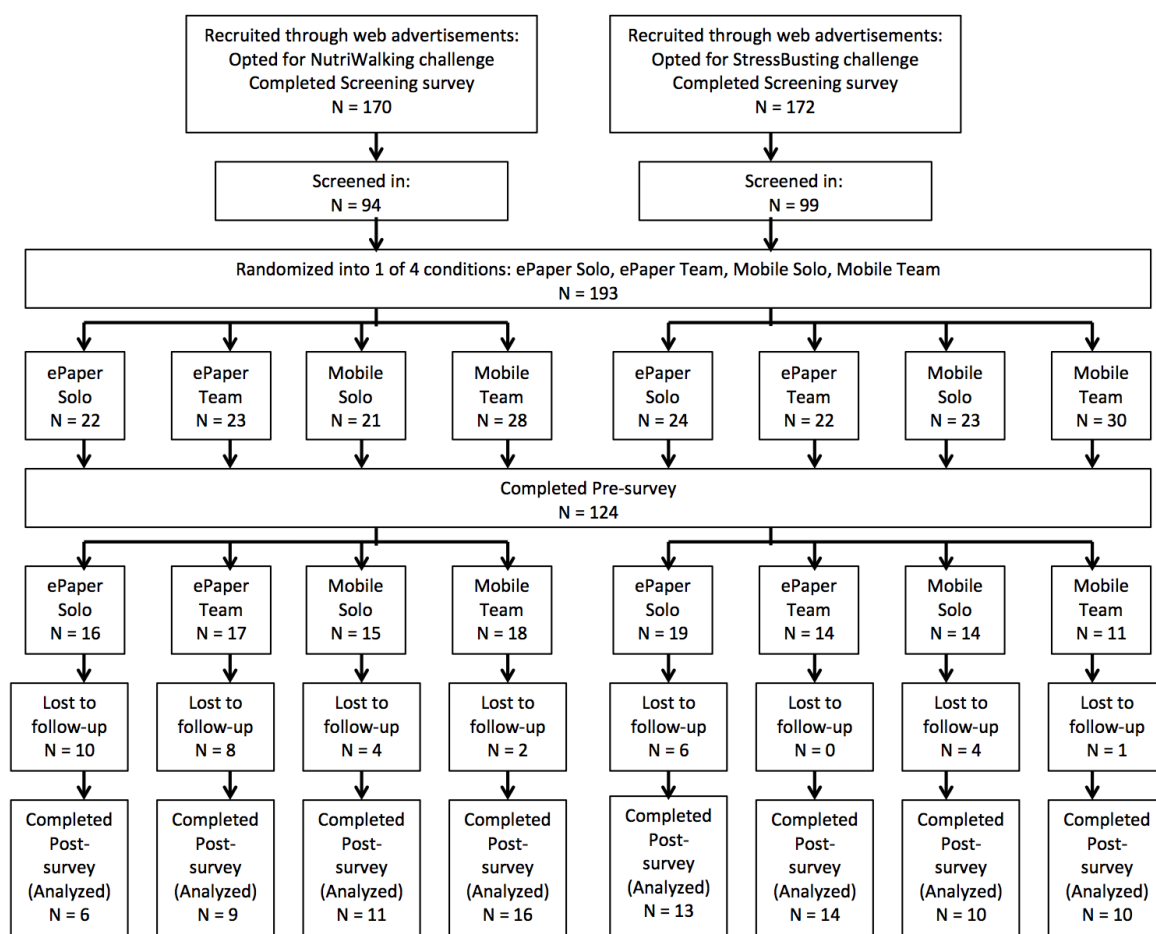 Recruited through web advertisements:
Opted for NutriWalking challenge
Completed Screening survey
N = 170
Recruited through web advertisements:
Opted for StressBusting challenge
Completed Screening survey
N = 172
Screened in:
N = 94
Screened in:
N = 99
Randomized into 1 of 4 conditions: ePaper Solo, ePaper Team, Mobile Solo, Mobile Team
N = 193
ePaper
Solo
N = 22
ePaper
Team
N = 23
Mobile
Solo
N = 21
Mobile
Team
N = 28
ePaper
Solo
N = 24
ePaper
Team
N = 22
Mobile
Solo
N = 23
Mobile
Team
N = 30
Completed Pre-survey
N = 124
ePaper
Solo
N = 16
ePaper
Team
N = 17
Mobile
Solo
N = 15
Mobile
Team
N = 18
ePaper
Solo
N = 19
ePaper
Team
N = 14
Mobile
Solo
N = 14
Mobile
Team
N = 11
Lost to
follow-up
N = 10
Lost to
follow-up
N = 8
Lost to
follow-up
N = 4
Lost to
follow-up
N = 2
Lost to
follow-up
N = 6
Lost to
follow-up
N = 0
Lost to
follow-up
N = 4
Lost to
follow-up
N = 1
Completed
Post-
survey
(Analyzed)
N = 6
Completed
Post-
survey
(Analyzed)
N = 9
Completed
Post-
survey
(Analyzed)
N = 11
Completed
Post-
survey
(Analyzed)
N = 16
Completed
Post-
survey
(Analyzed)
N = 13
Completed
Post-
survey
(Analyzed)
N = 14
Completed
Post-
survey
(Analyzed)
N = 10
Completed
Post-
survey
(Analyzed)
N = 10